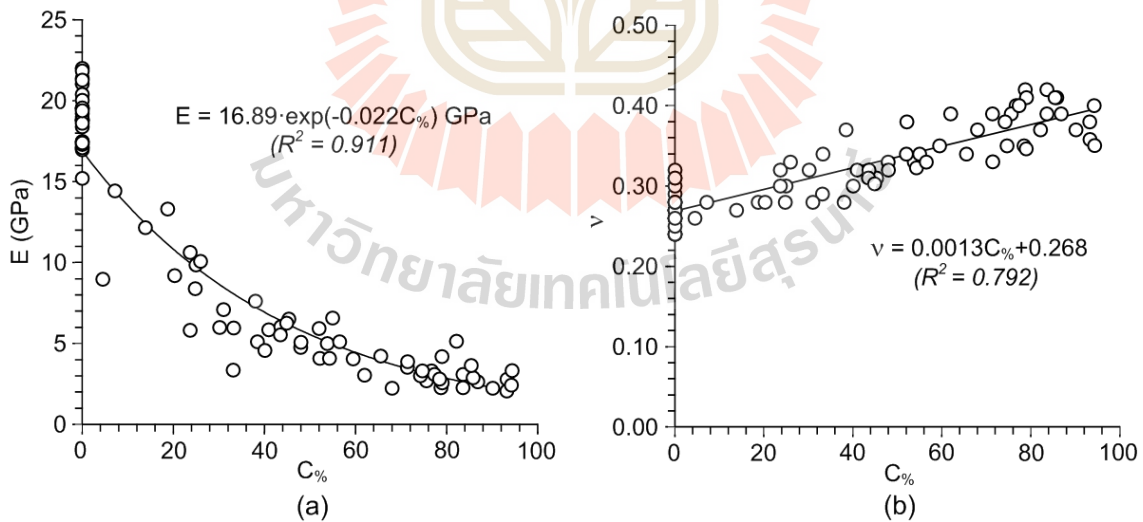 25
20
15
10
5
0
E (GPa)
E = 16.89·exp(-0.022C%) GPa
(R² = 0.911)
0 20 40 60 80 100
C%
(a)
0.50
0.40
0.30
0.20
0.10
0.00
ν
ν = 0.0013C%+0.268
(R² = 0.792)
0 20 40 60 80 100
C%
(b)
มหาวิทยาลัยเทคโนโลยีสุรนารี